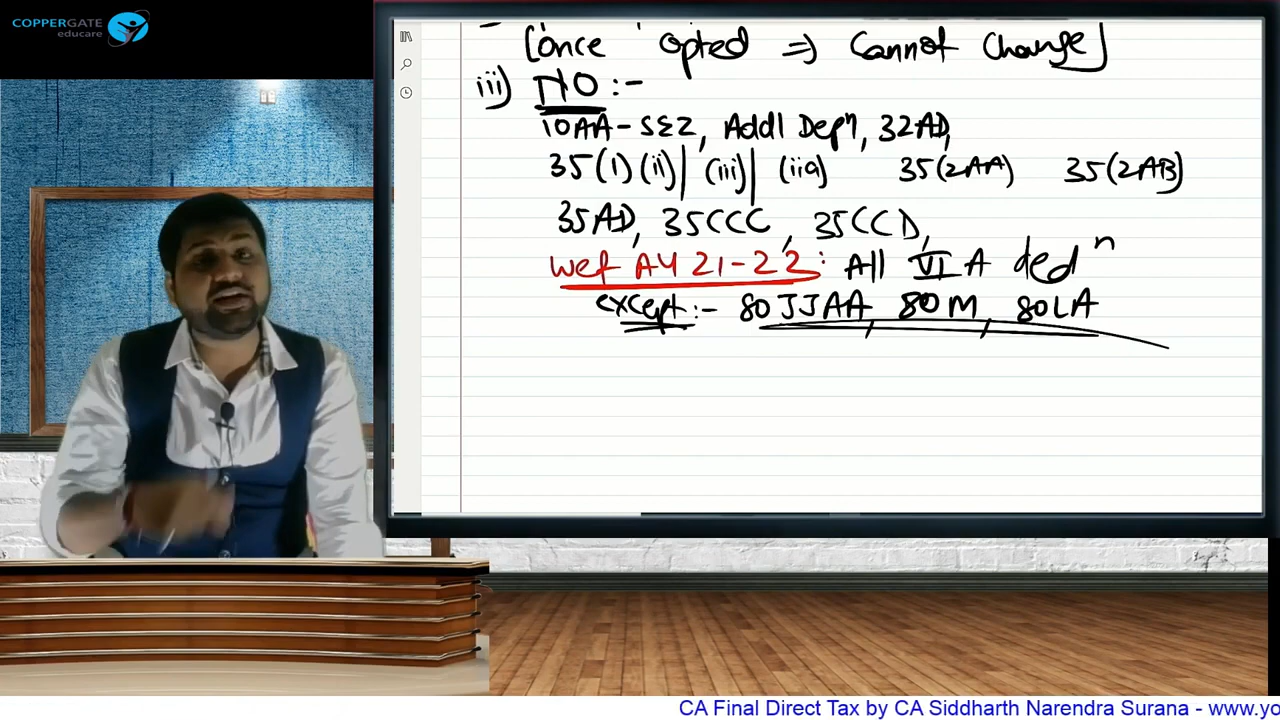 COPPERGATE
educare
[Once opted => Cannot Change]
iii) NO :-
10AA - SEZ, Addl Depn, 32AD,
35(1)(ii) | (iii) | (iia) 35(2AA) 35(2AB)
35AD, 35CCC, 35CCD,
wef AY 21-22: All VI A dedn
except :- 80JJAA, 80M, 80LA
CA Final Direct Tax by CA Siddharth Narendra Surana - www.yo